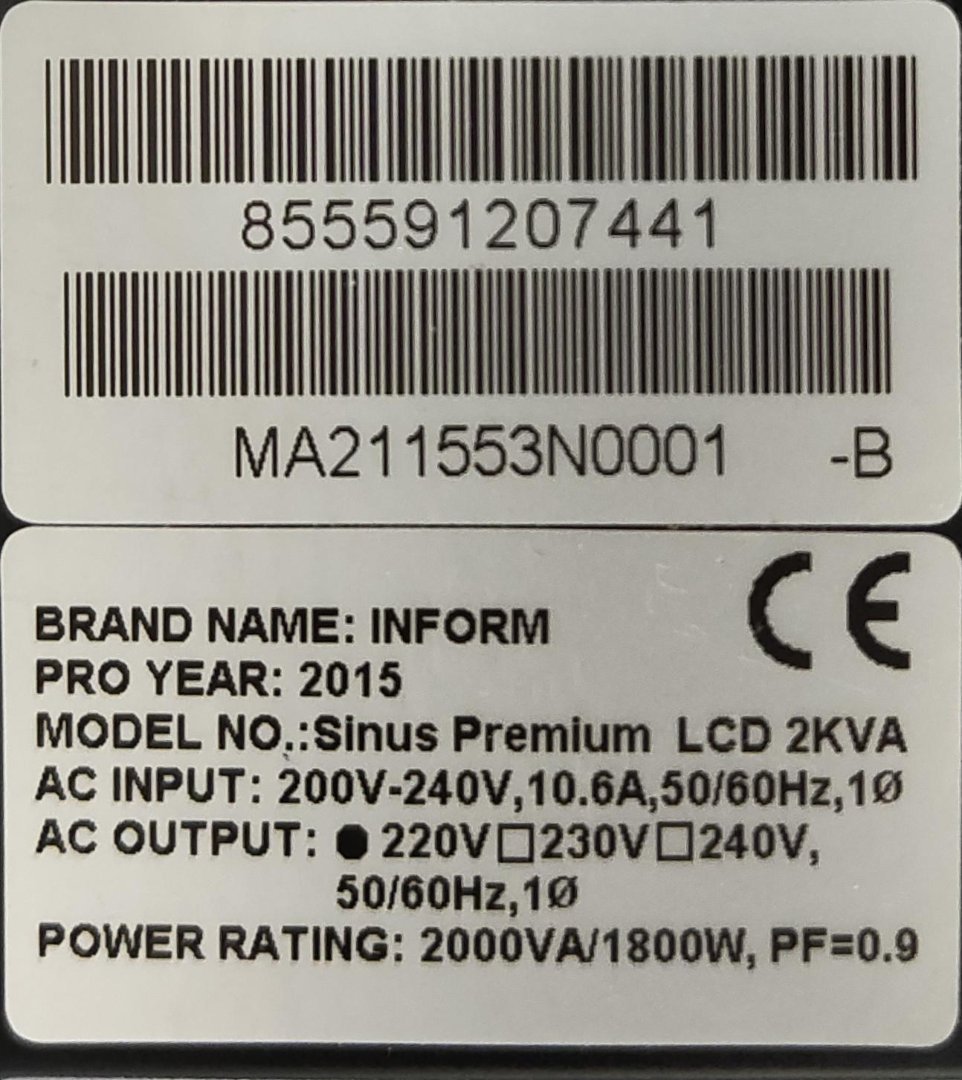 855591207441
MA211553N0001 -B
CE
BRAND NAME: INFORM
PRO YEAR: 2015
MODEL NO.:Sinus Premium LCD 2KVA
AC INPUT: 200V-240V,10.6A,50/60Hz,1Ø
AC OUTPUT: ●220V□230V□240V,
50/60Hz,1Ø
POWER RATING: 2000VA/1800W, PF=0.9